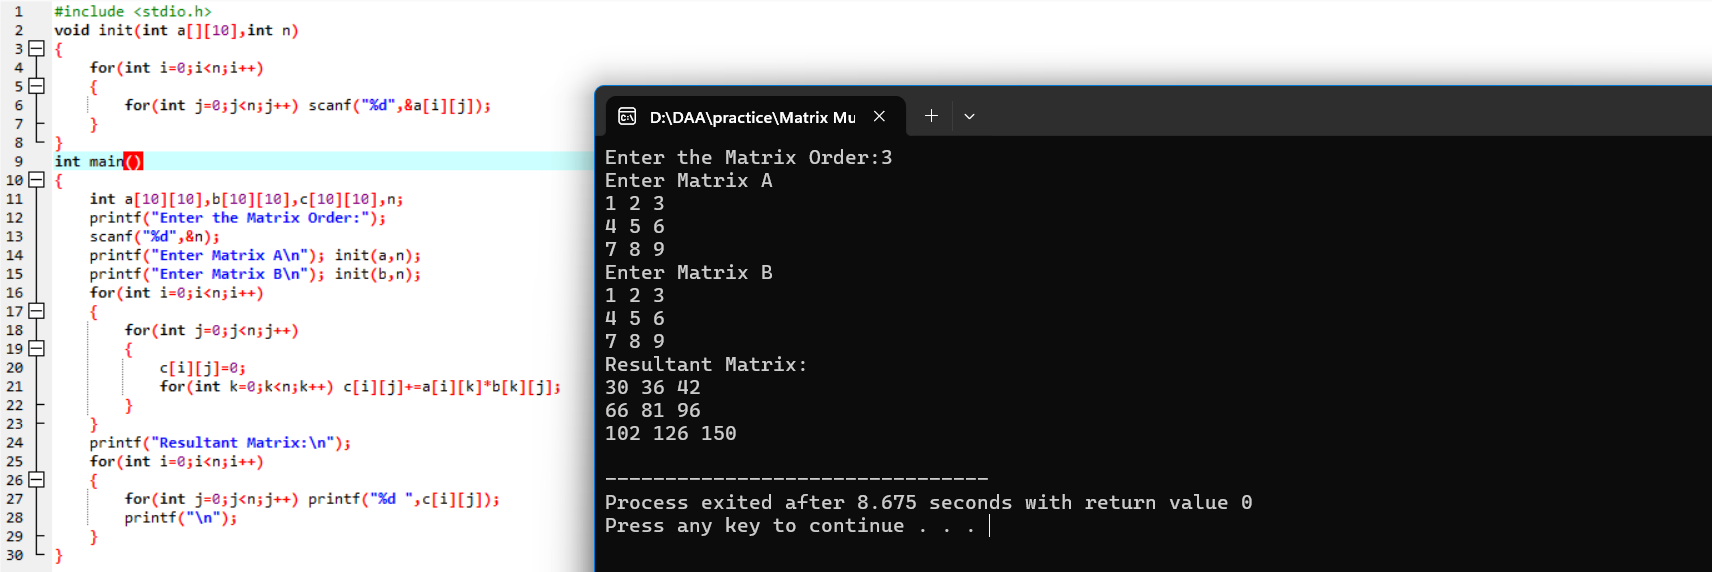 1 #include <stdio.h>
2 void init(int a[][10],int n)
3 {
4 for(int i=0;i<n;i++)
5 {
6 for(int j=0;j<n;j++) scanf("%d",&a[i][j]);
7 }
8 }
9 int main()
10 {
11 int a[10][10],b[10][10],c[10][10],n;
12 printf("Enter the Matrix Order:");
13 scanf("%d",&n);
14 printf("Enter Matrix A\n"); init(a,n);
15 printf("Enter Matrix B\n"); init(b,n);
16 for(int i=0;i<n;i++)
17 {
18 for(int j=0;j<n;j++)
19 {
20 c[i][j]=0;
21 for(int k=0;k<n;k++) c[i][j]+=a[i][k]*b[k][j];
22 }
23 }
24 printf("Resultant Matrix:\n");
25 for(int i=0;i<n;i++)
26 {
27 for(int j=0;j<n;j++) printf("%d ",c[i][j]);
28 printf("\n");
29 }
30 }
D:\DAA\practice\Matrix Mu
Enter the Matrix Order:3
Enter Matrix A
1 2 3
4 5 6
7 8 9
Enter Matrix B
1 2 3
4 5 6
7 8 9
Resultant Matrix:
30 36 42
66 81 96
102 126 150
--------------------------------
Process exited after 8.675 seconds with return value 0
Press any key to continue . . .